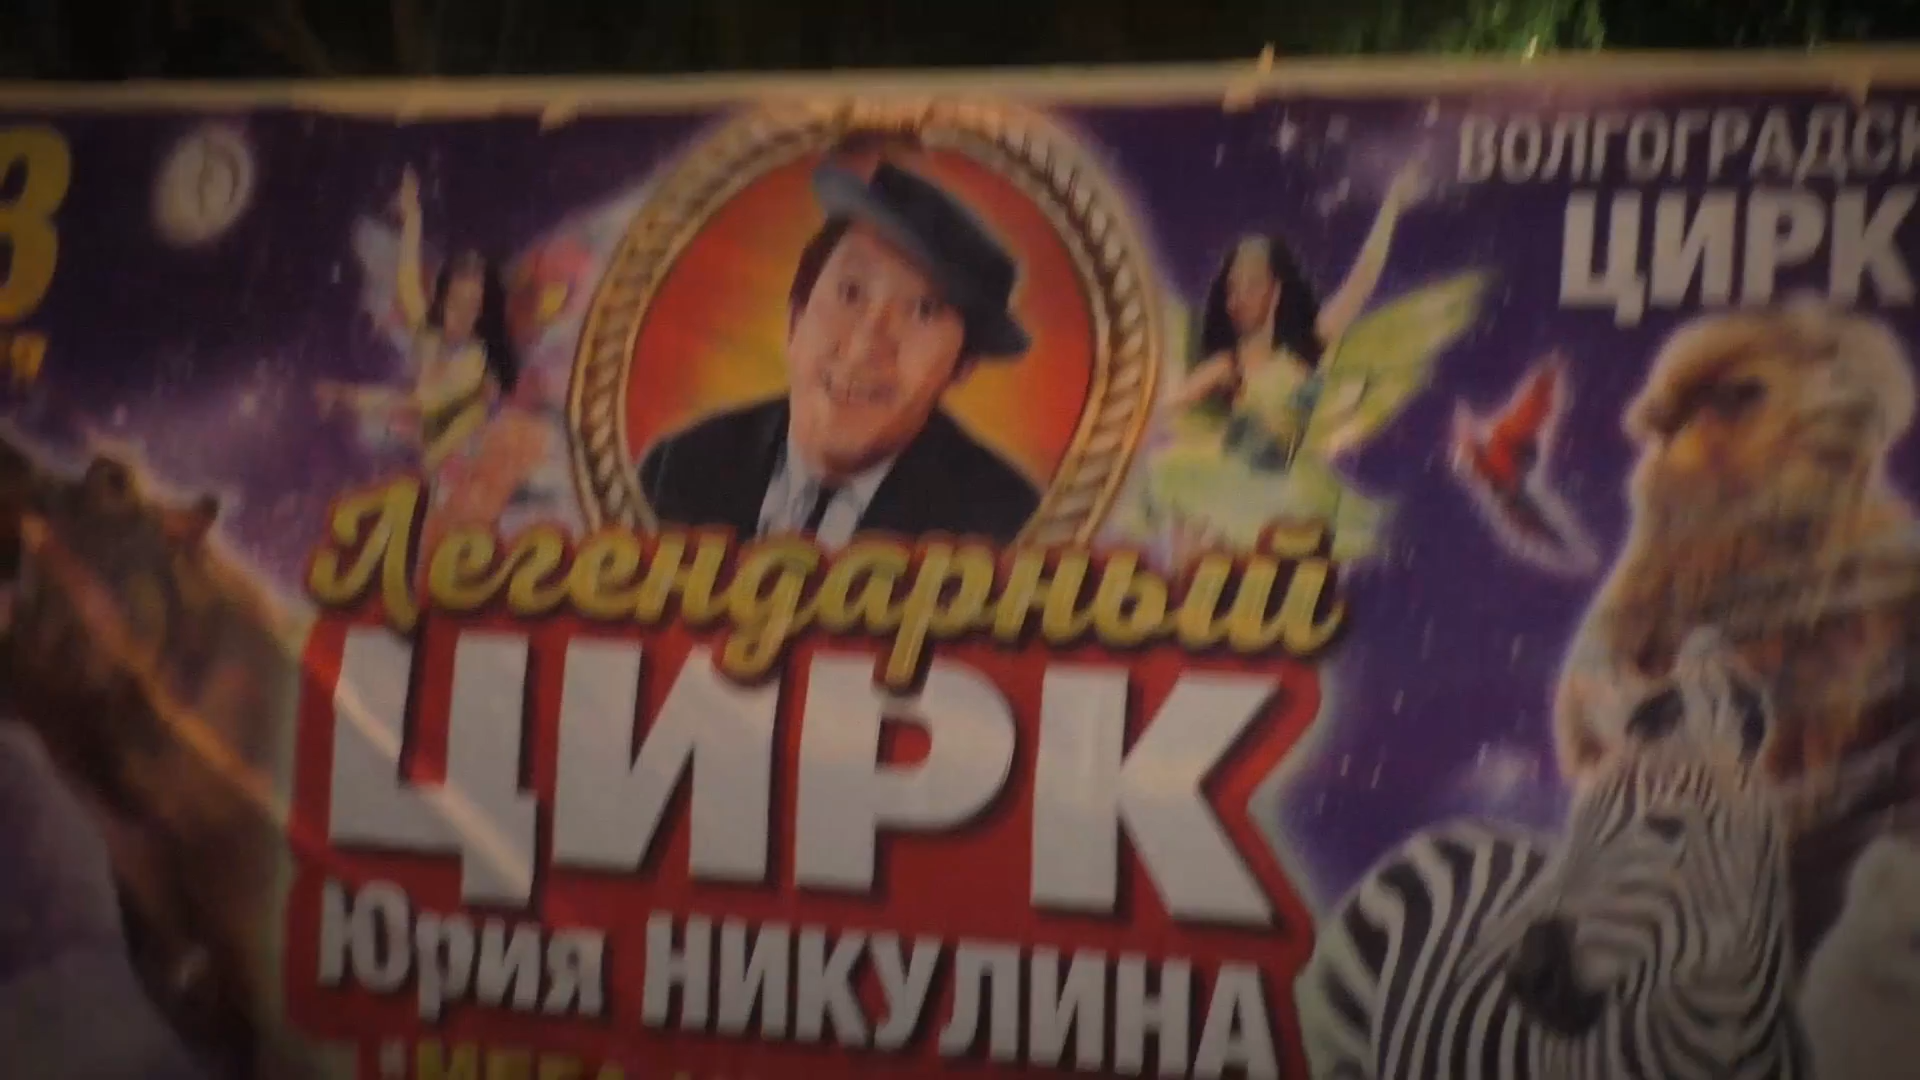 ВОЛГОГРАДСК
ЦИРК
Легендарный
ЦИРК
Юрия НИКУЛИНА